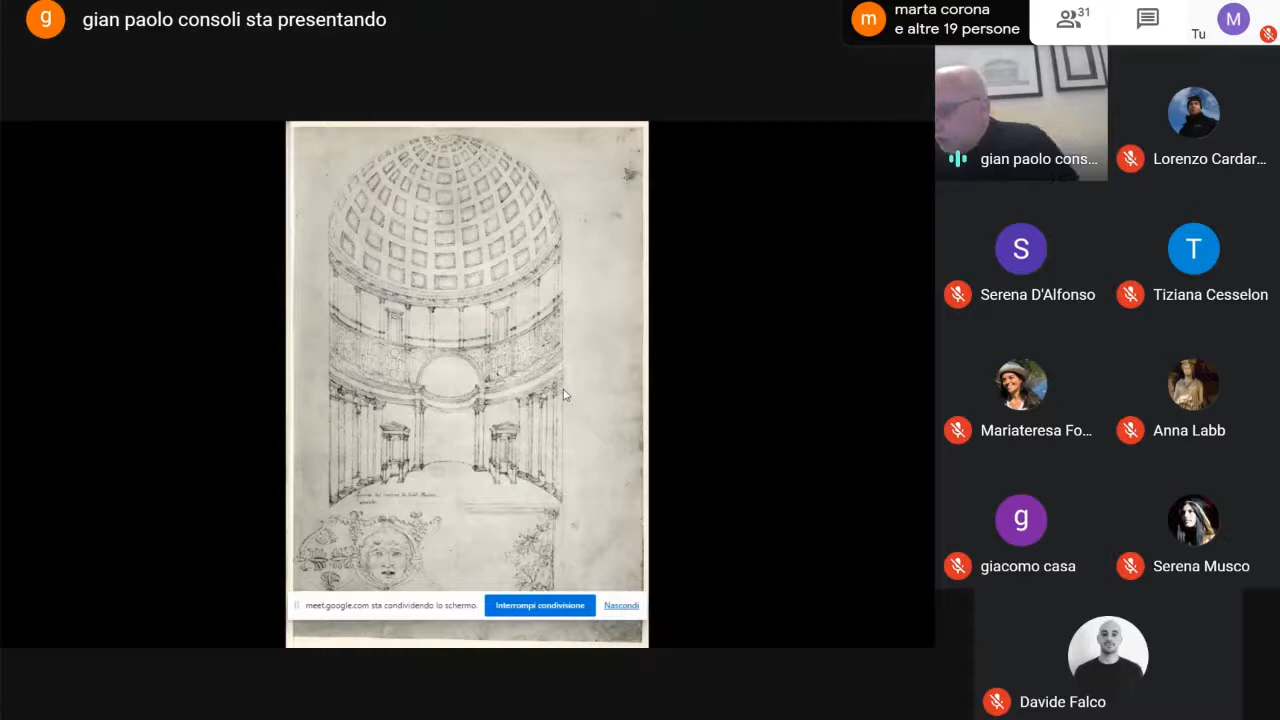 g
gian paolo consoli sta presentando
m
marta corona
e altre 19 persone
31
Tu
M
gian paolo cons...
Lorenzo Cardar...
S
Serena D'Alfonso
T
Tiziana Cesselon
Mariateresa Fo...
Anna Labb
g
giacomo casa
Serena Musco
meet.google.com sta condividendo lo schermo.
Interrompi condivisione
Nascondi
Davide Falco